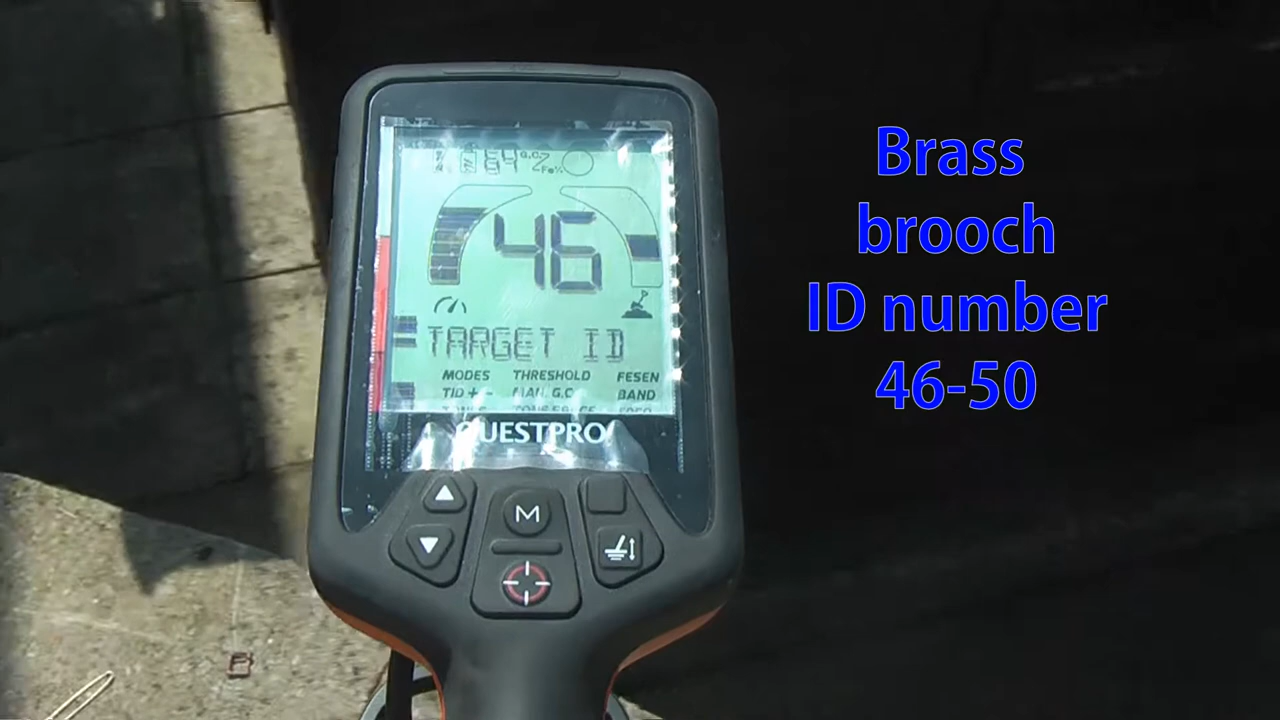 46
TARGET ID
MODES THRESHOLD FESEN
TID + - MAN. G.C. BAND
QUESTPRO
M
Brass
brooch
ID number
46-50